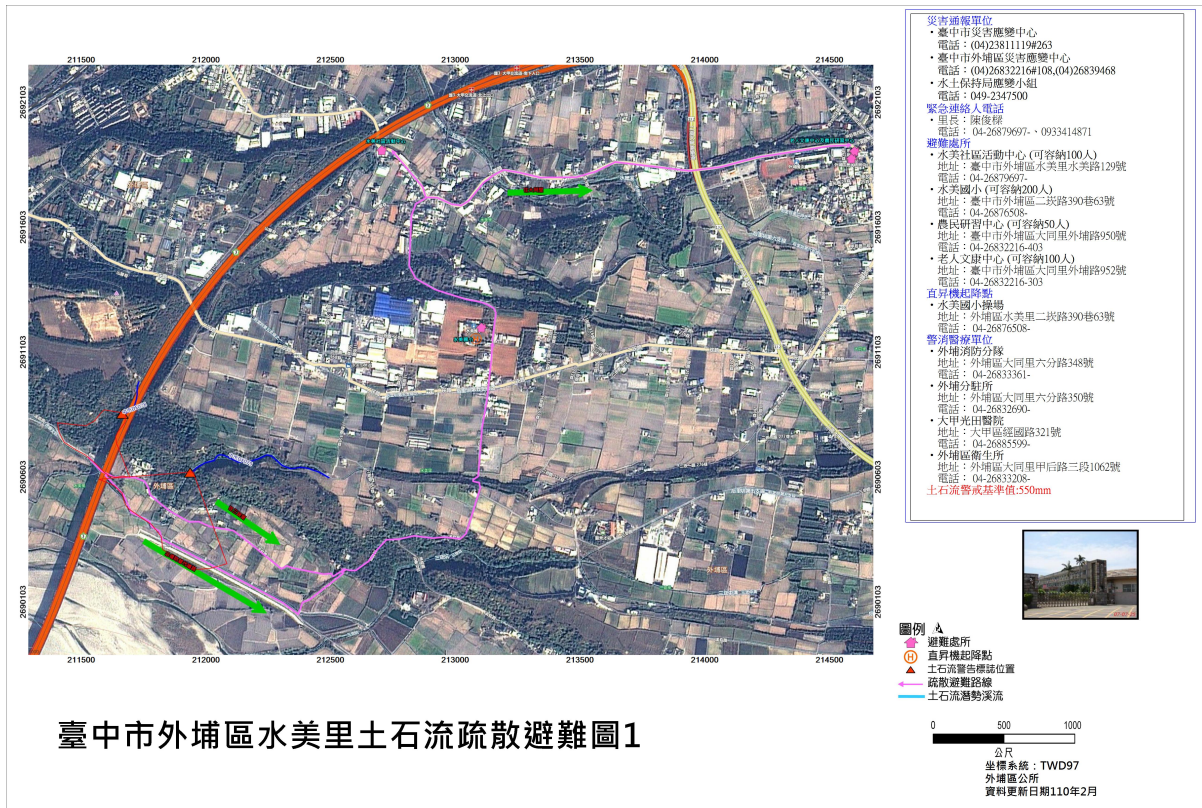 211500
212000
212500
213000
213500
214000
214500
2692103
2691603
2691103
2690603
2690103
2692103
2691603
2691103
2690603
2690103
外埔區
外埔區
211500
212000
212500
213000
213500
214000
214500
災害通報單位
・臺中市災害應變中心
電話：(04)23811119#263
・臺中市外埔區災害應變中心
電話：(04)26832216#108,(04)26839468
・水土保持局應變小組
電話：049-2347500
緊急連絡人電話
・里長：陳俊樑
電話： 04-26879697-、0933414871
避難處所
・水美社區活動中心 (可容納100人)
地址：臺中市外埔區水美里水美路129號
電話：04-26879697-
・水美國小 (可容納200人)
地址：臺中市外埔區二崁路390巷63號
電話：04-26876508-
・農民研習中心 (可容納50人)
地址：臺中市外埔區大同里外埔路950號
電話：04-26832216-403
・老人文康中心 (可容納100人)
地址：臺中市外埔區大同里外埔路952號
電話：04-26832216-303
直昇機起降點
・水美國小操場
地址：外埔區水美里二崁路390巷63號
電話： 04-26876508-
警消醫療單位
・外埔消防分隊
地址：外埔區大同里六分路348號
電話： 04-26833361-
・外埔分駐所
地址：外埔區大同里六分路350號
電話： 04-26832690-
・大甲光田醫院
地址：大甲區經國路321號
電話： 04-26885599-
・外埔區衛生所
地址：外埔區大同里甲后路三段1062號
電話： 04-26833208-
土石流警戒基準值:550mm
圖例
避難處所
H
直昇機起降點
土石流警告標誌位置
疏散避難路線
土石流潛勢溪流
0 500 1000
公尺
坐標系統：TWD97
外埔區公所
資料更新日期110年2月
臺中市外埔區水美里土石流疏散避難圖1